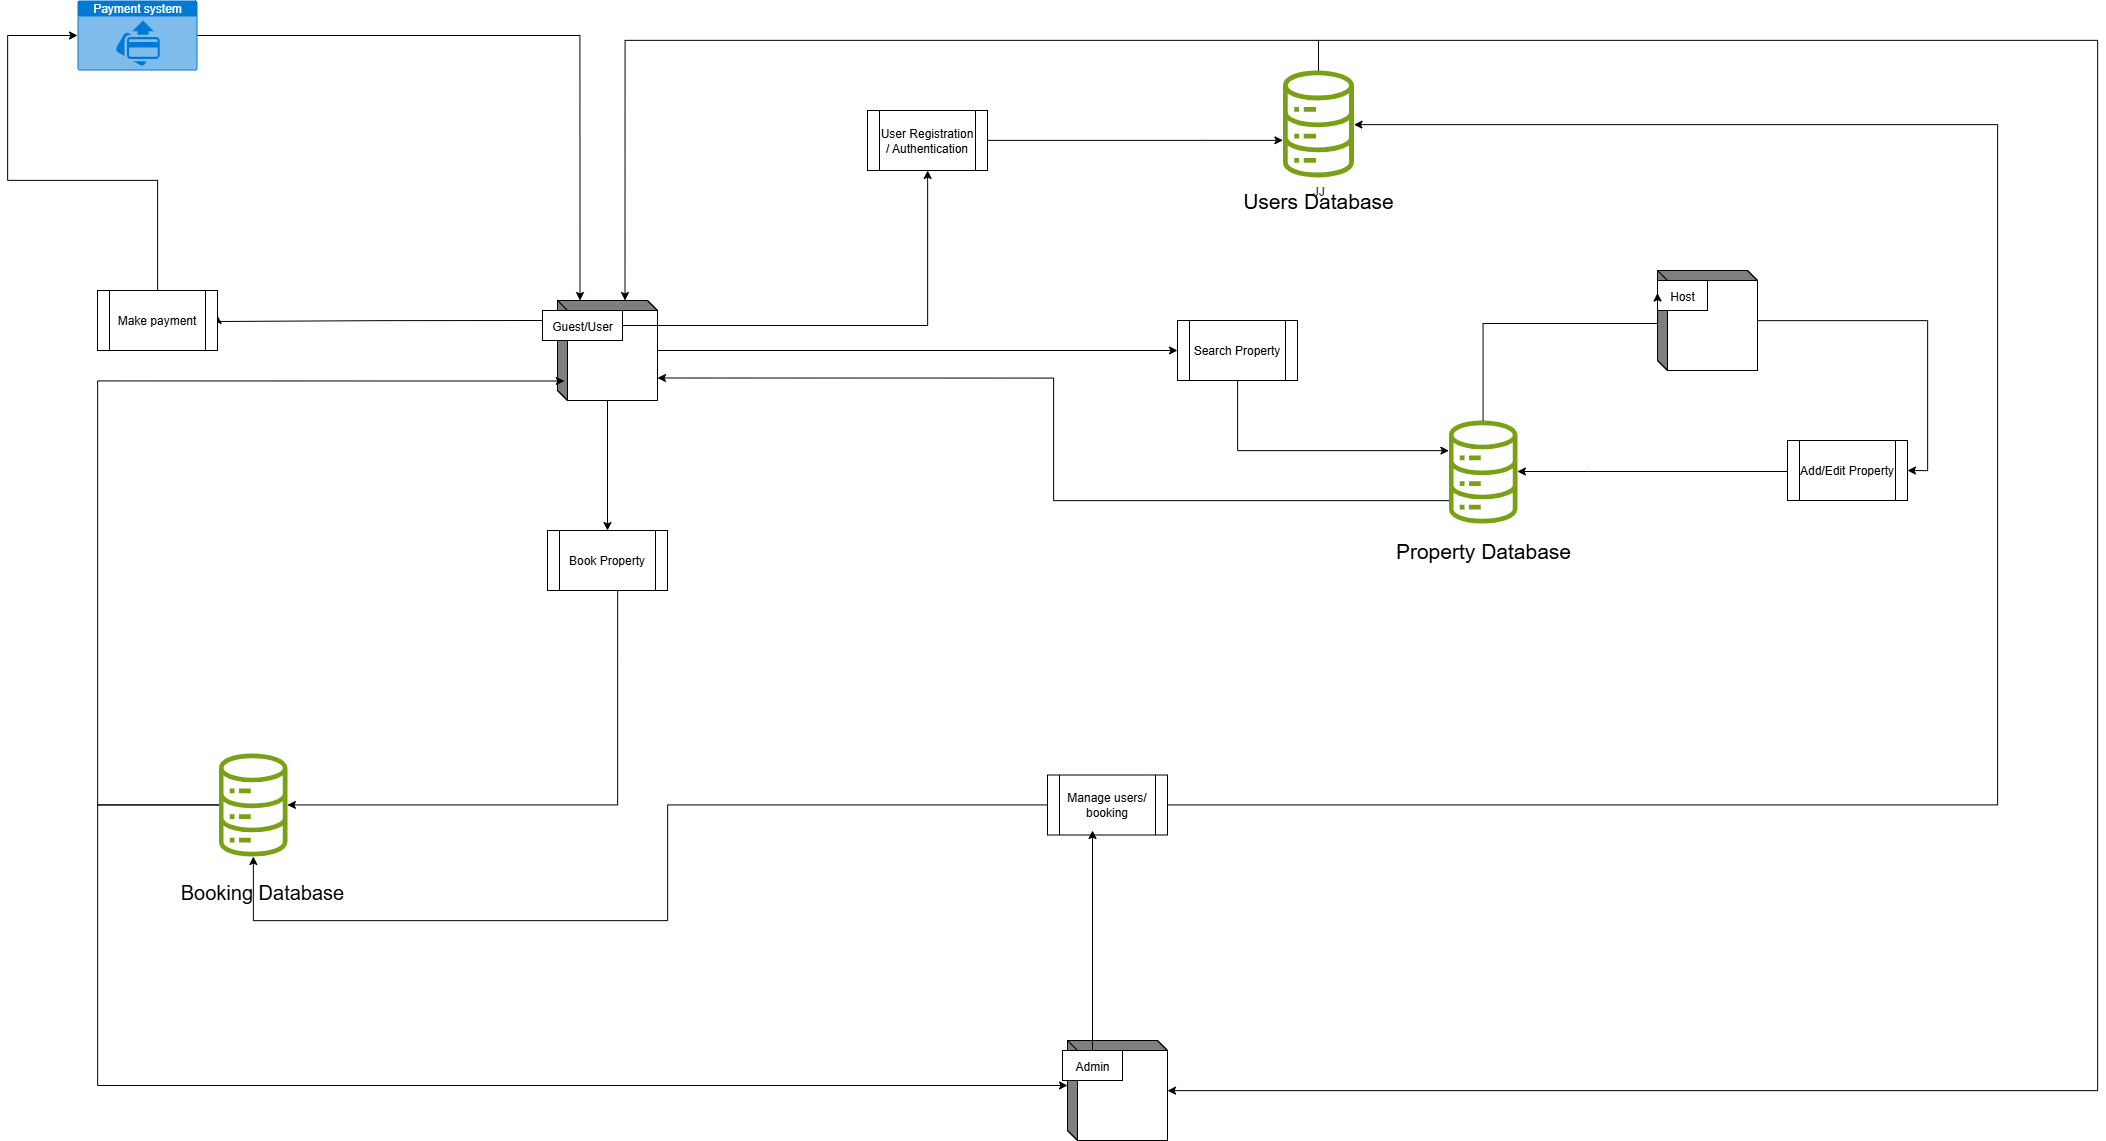 Payment system
User Registration
/ Authentication
JJ
Users Database
Host
Make payment
Guest/User
Search Property
Add/Edit Property
Property Database
Book Property
Manage users/
booking
Booking Database
Admin